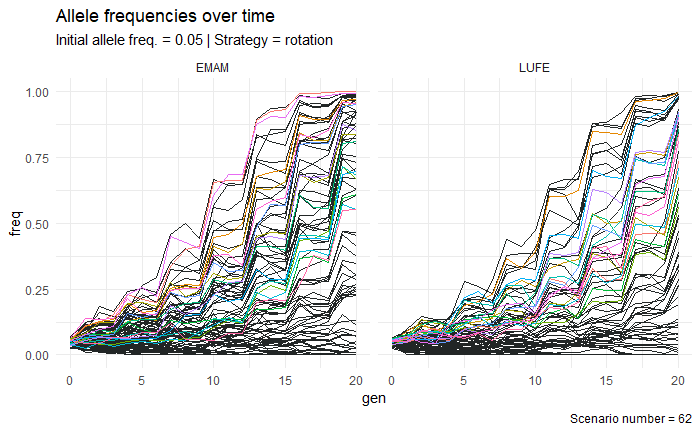 Allele frequencies over time
Initial allele freq. = 0.05 | Strategy = rotation
EMAM
LUFE
freq
1.00
0.75
0.50
0.25
0.00
0 5 10 15 20
0 5 10 15 20
gen
Scenario number = 62